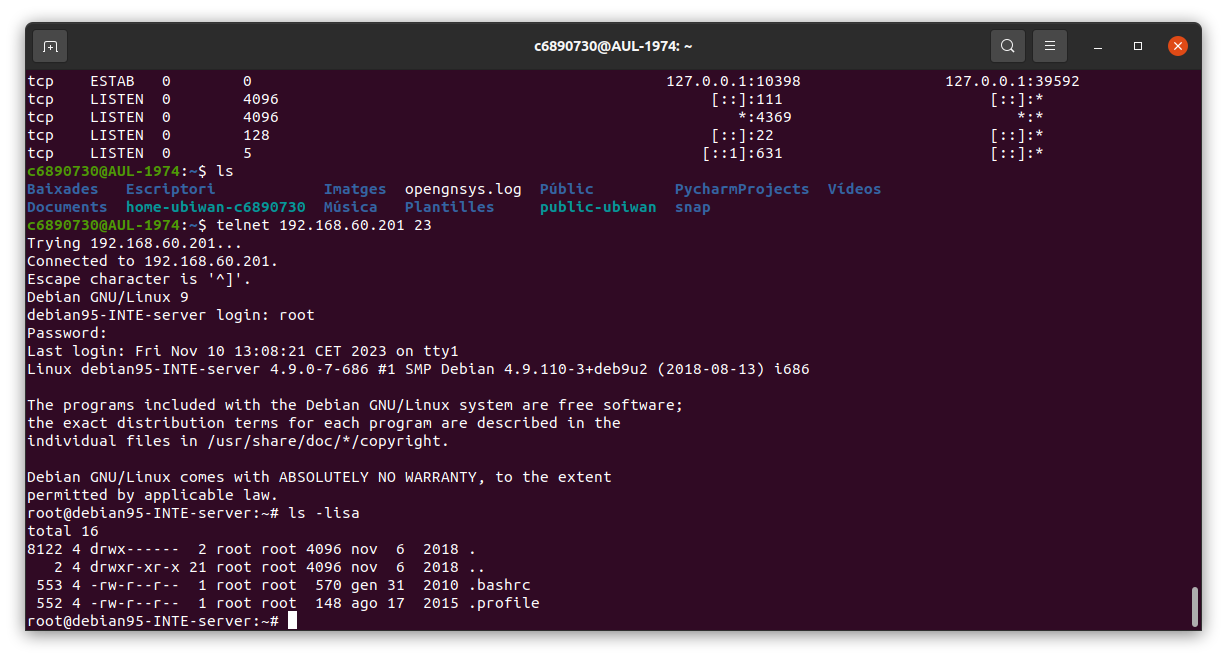 c6890730@AUL-1974: ~
tcp    ESTAB   0        0                                              127.0.0.1:10398                127.0.0.1:39592
tcp    LISTEN  0        4096                                                [::]:111                       [::]:*
tcp    LISTEN  0        4096                                                   *:4369                         *:*
tcp    LISTEN  0        128                                                 [::]:22                        [::]:*
tcp    LISTEN  0        5                                                  [::1]:631                       [::]:*
c6890730@AUL-1974:~$ ls
Baixades   Escriptori            Imatges  opengnsys.log  Públic         PycharmProjects  Vídeos
Documents  home-ubiwan-c6890730  Música   Plantilles     public-ubiwan  snap
c6890730@AUL-1974:~$ telnet 192.168.60.201 23
Trying 192.168.60.201...
Connected to 192.168.60.201.
Escape character is '^]'.
Debian GNU/Linux 9
debian95-INTE-server login: root
Password:
Last login: Fri Nov 10 13:08:21 CET 2023 on tty1
Linux debian95-INTE-server 4.9.0-7-686 #1 SMP Debian 4.9.110-3+deb9u2 (2018-08-13) i686

The programs included with the Debian GNU/Linux system are free software;
the exact distribution terms for each program are described in the
individual files in /usr/share/doc/*/copyright.

Debian GNU/Linux comes with ABSOLUTELY NO WARRANTY, to the extent
permitted by applicable law.
root@debian95-INTE-server:~# ls -lisa
total 16
8122 4 drwx------  2 root root 4096 nov  6  2018 .
   2 4 drwxr-xr-x 21 root root 4096 nov  6  2018 ..
 553 4 -rw-r--r--  1 root root  570 gen 31  2010 .bashrc
 552 4 -rw-r--r--  1 root root  148 ago 17  2015 .profile
root@debian95-INTE-server:~#